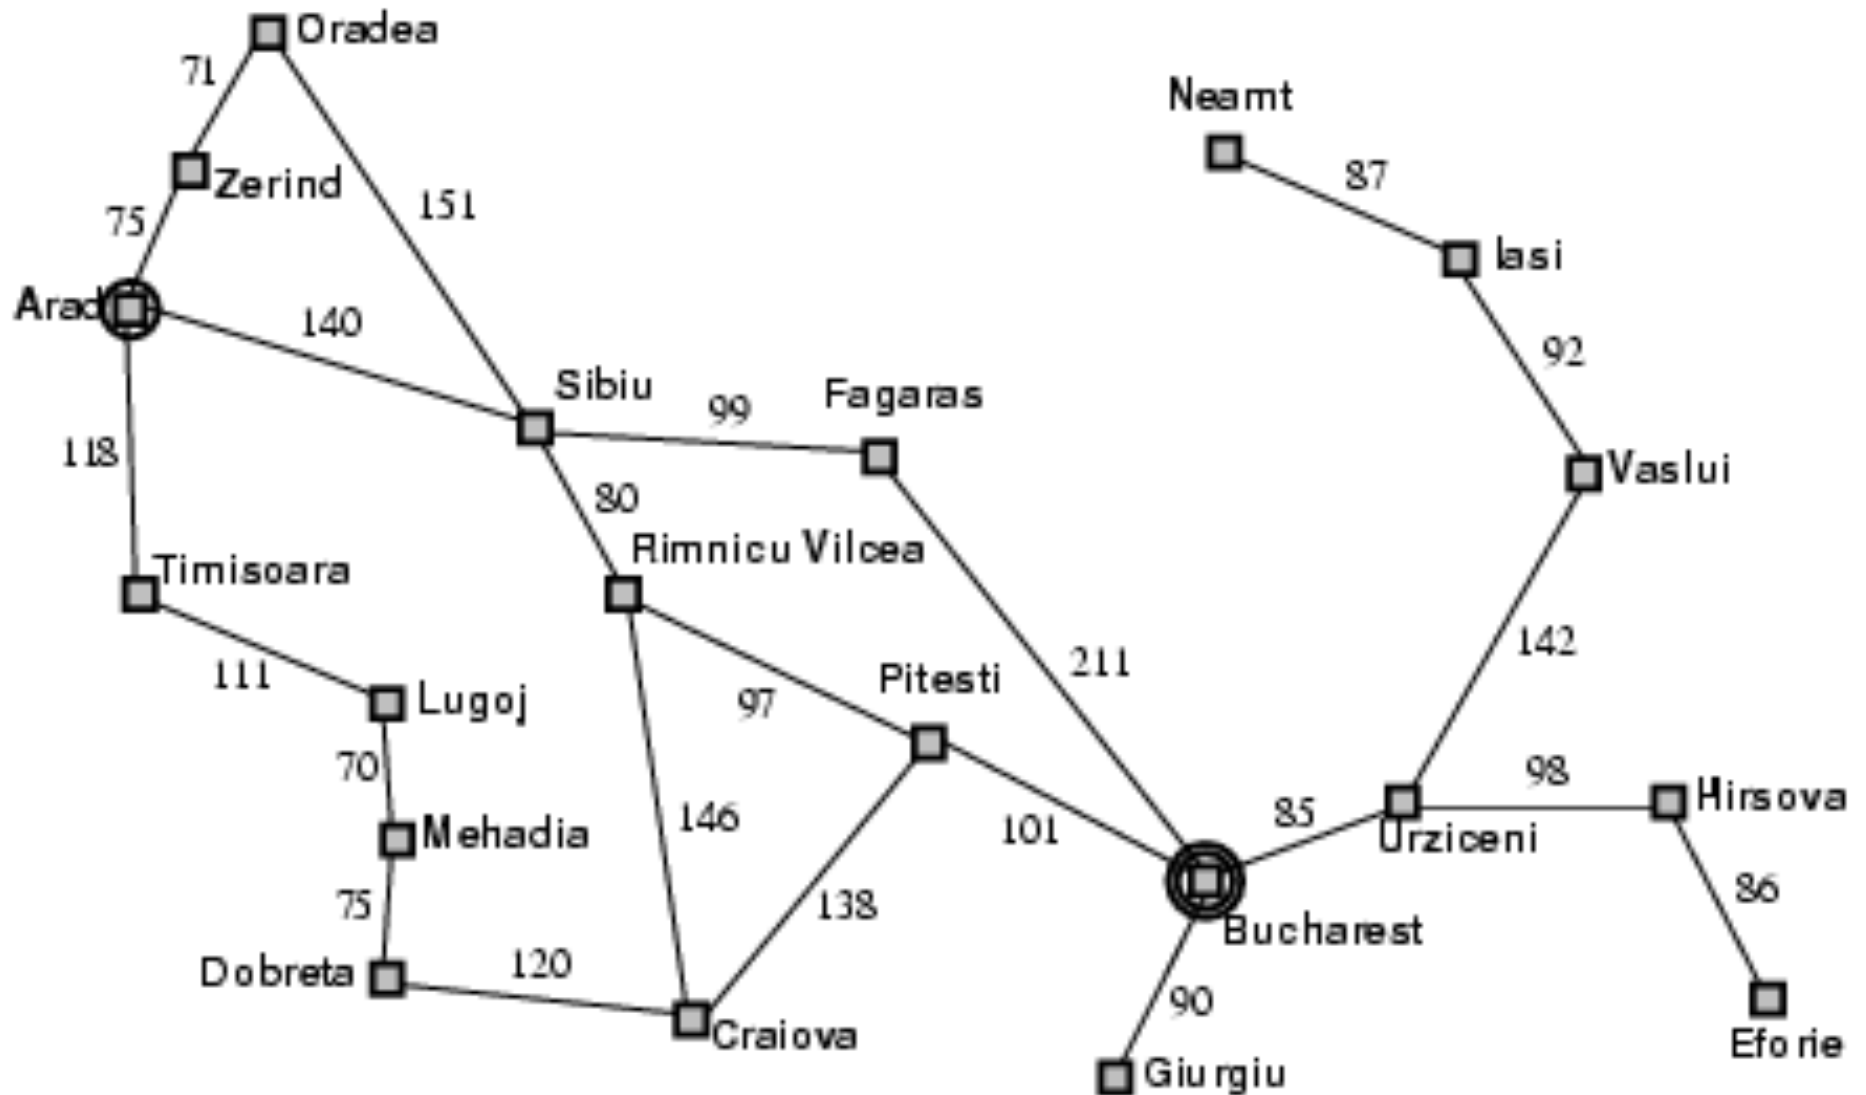 Oradea
71
Neamt
Zerind
87
151
75
Iasi
Arad
140
92
Sibiu
Fagaras
99
118
Vaslui
80
Rimnicu Vilcea
Timisoara
142
211
111
Pitesti
Lugoj
97
70
98
Hirsova
146
85
Mehadia
101
Urziceni
75
138
86
Bucharest
Dobreta
120
90
Craiova
Eforie
Giurgiu